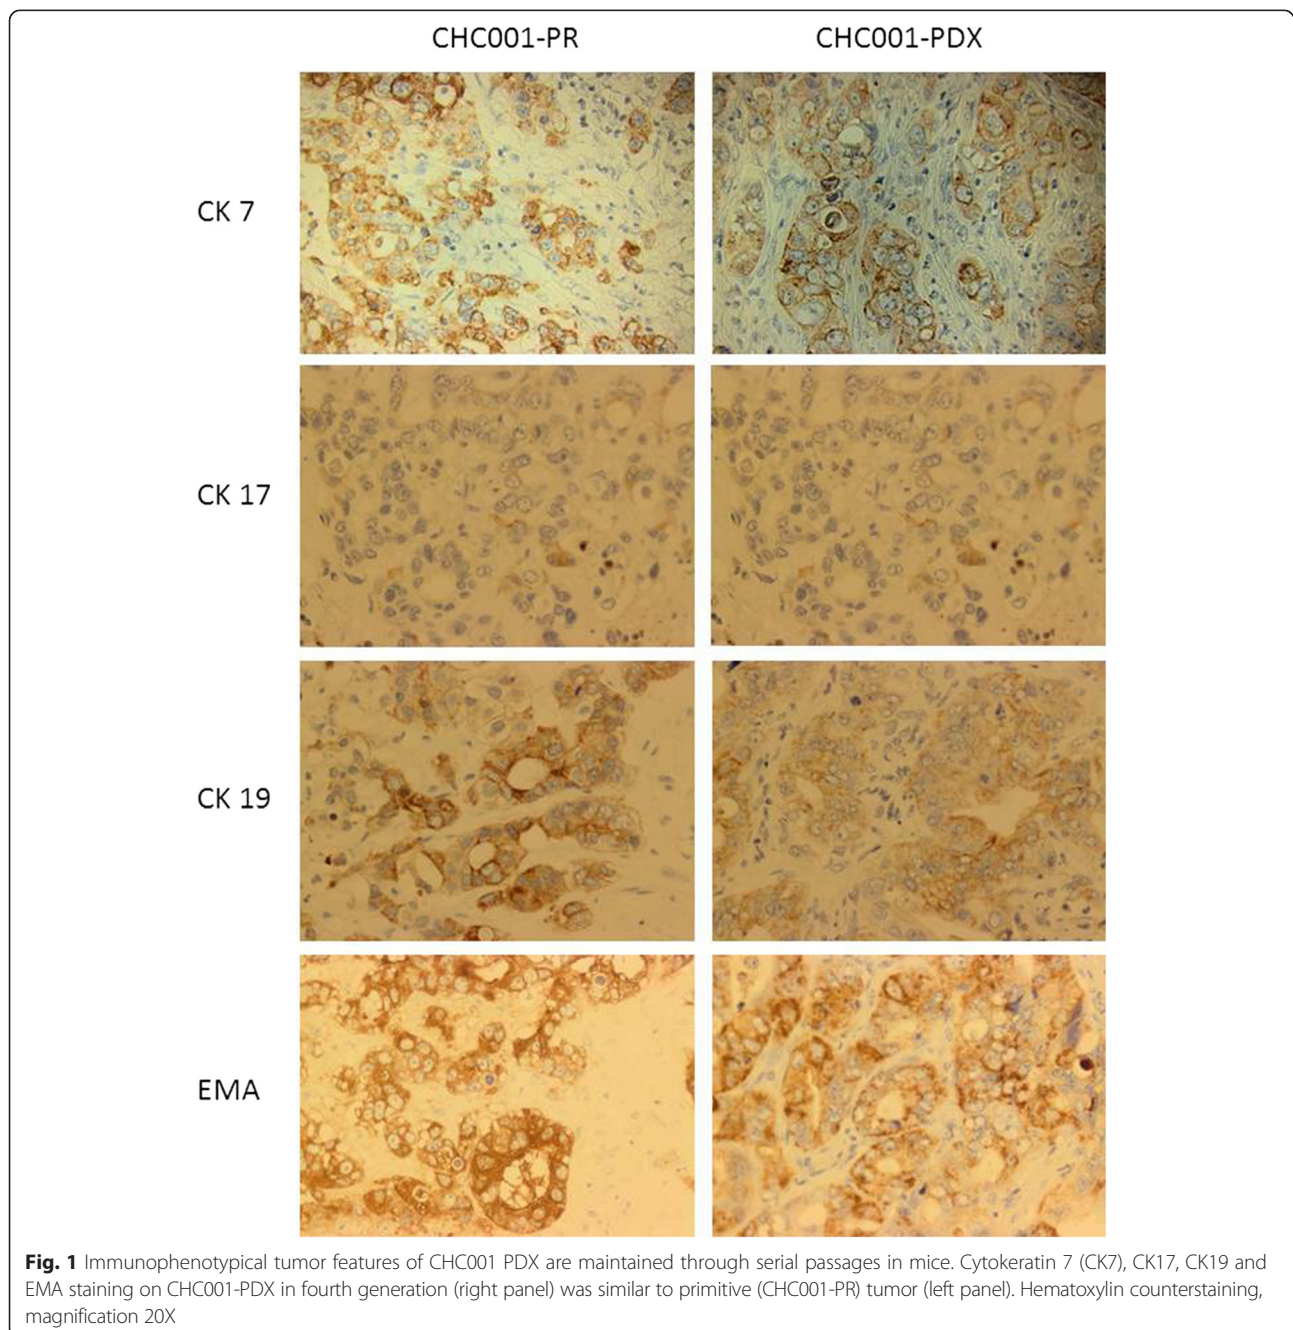 CHC001-PR
CHC001-PDX
CK 7
CK 17
CK 19
EMA
Fig. 1 Immunophenotypical tumor features of CHC001 PDX are maintained through serial passages in mice. Cytokeratin 7 (CK7), CK17, CK19 and
EMA staining on CHC001-PDX in fourth generation (right panel) was similar to primitive (CHC001-PR) tumor (left panel). Hematoxylin counterstaining,
magnification 20X